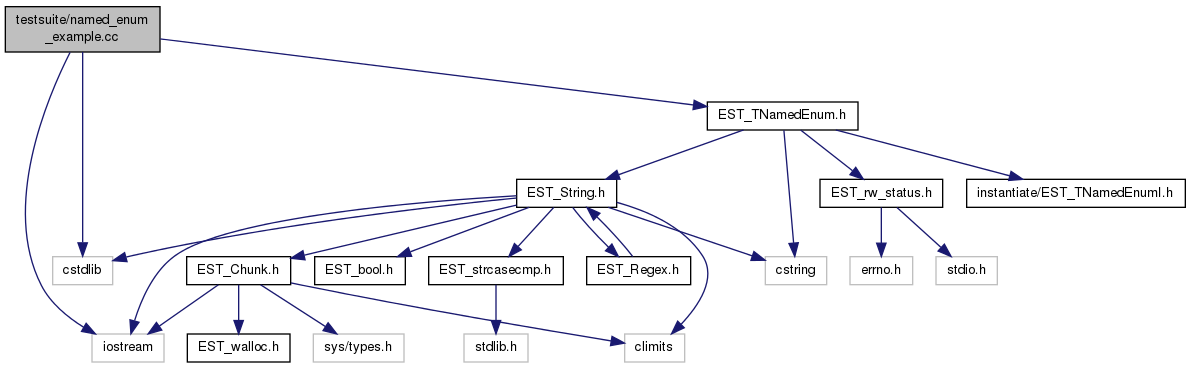 testsuite/named_enum
_example.cc
EST_TNamedEnum.h
EST_String.h
EST_rw_status.h
instantiate/EST_TNamedEnumI.h
cstdlib
EST_Chunk.h
EST_bool.h
EST_strcasecmp.h
EST_Regex.h
cstring
errno.h
stdio.h
iostream
EST_walloc.h
sys/types.h
stdlib.h
climits